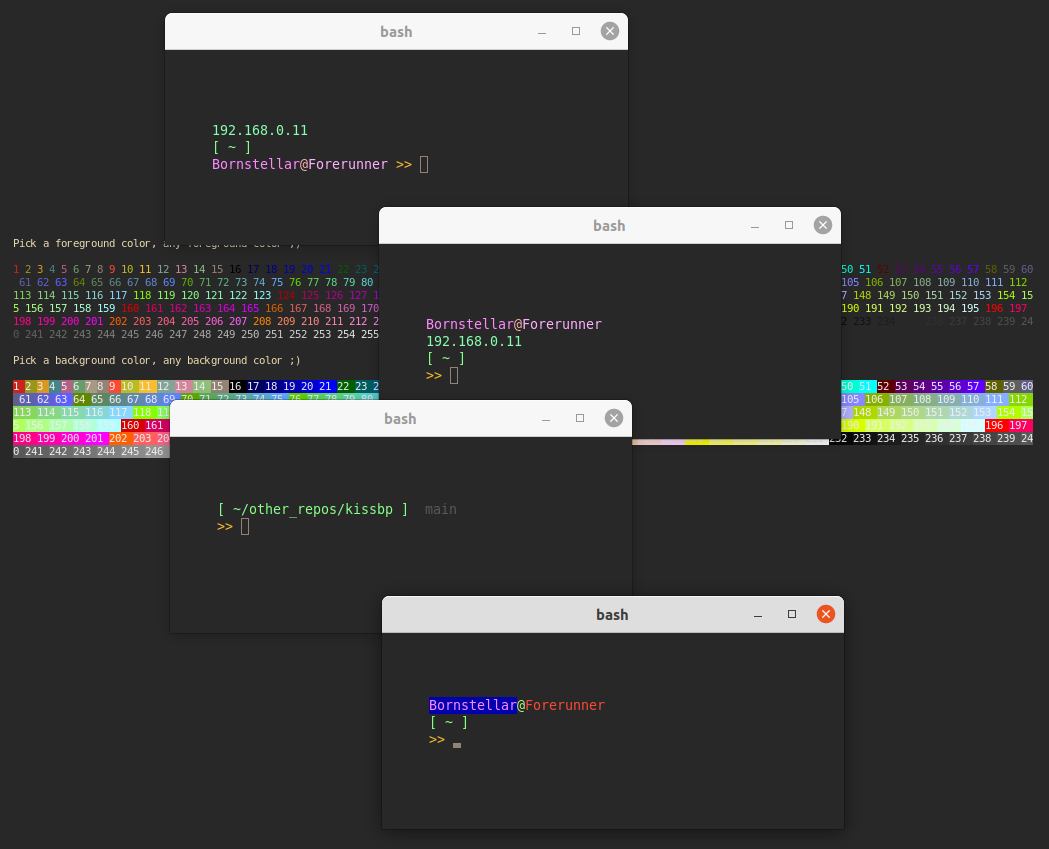 bash
192.168.0.11
[ ~ ]
Bornstellar@Forerunner >>
bash
Bornstellar@Forerunner
192.168.0.11
[ ~ ]
>>
Pick a foreground color, any foreground color ;)
1 2 3 4 5 6 7 8 9 10 11 12 13 14 15 16 17 18 19 20 21 22 23 2 50 51 52 53 54 55 56 57 58 59 60
61 62 63 64 65 66 67 68 69 70 71 72 73 74 75 76 77 78 79 80 105 106 107 108 109 110 111 112
113 114 115 116 117 118 119 120 121 122 123 124 125 126 127 1 7 148 149 150 151 152 153 154 15
5 156 157 158 159 160 161 162 163 164 165 166 167 168 169 170 190 191 192 193 194 195 196 197
198 199 200 201 202 203 204 205 206 207 208 209 210 211 212 2 2 233 234 236 237 238 239 24
0 241 242 243 244 245 246 247 248 249 250 251 252 253 254 255
Pick a background color, any background color ;)
1 2 3 4 5 6 7 8 9 10 11 12 13 14 15 16 17 18 19 20 21 22 23 2 50 51 52 53 54 55 56 57 58 59 60
61 62 63 64 65 66 67 68 69 70 71 72 73 74 75 76 77 78 79 80 105 106 107 108 109 110 111 112
113 114 115 116 117 118 11 7 148 149 150 151 152 153 154 15
5 156 157 158 159 160 161 190 191 192 193 194 195 196 197
198 199 200 201 202 203 20 232 233 234 235 236 237 238 239 24
0 241 242 243 244 245 246
bash
[ ~/other_repos/kissbp ] main
>>
bash
Bornstellar@Forerunner
[ ~ ]
>>